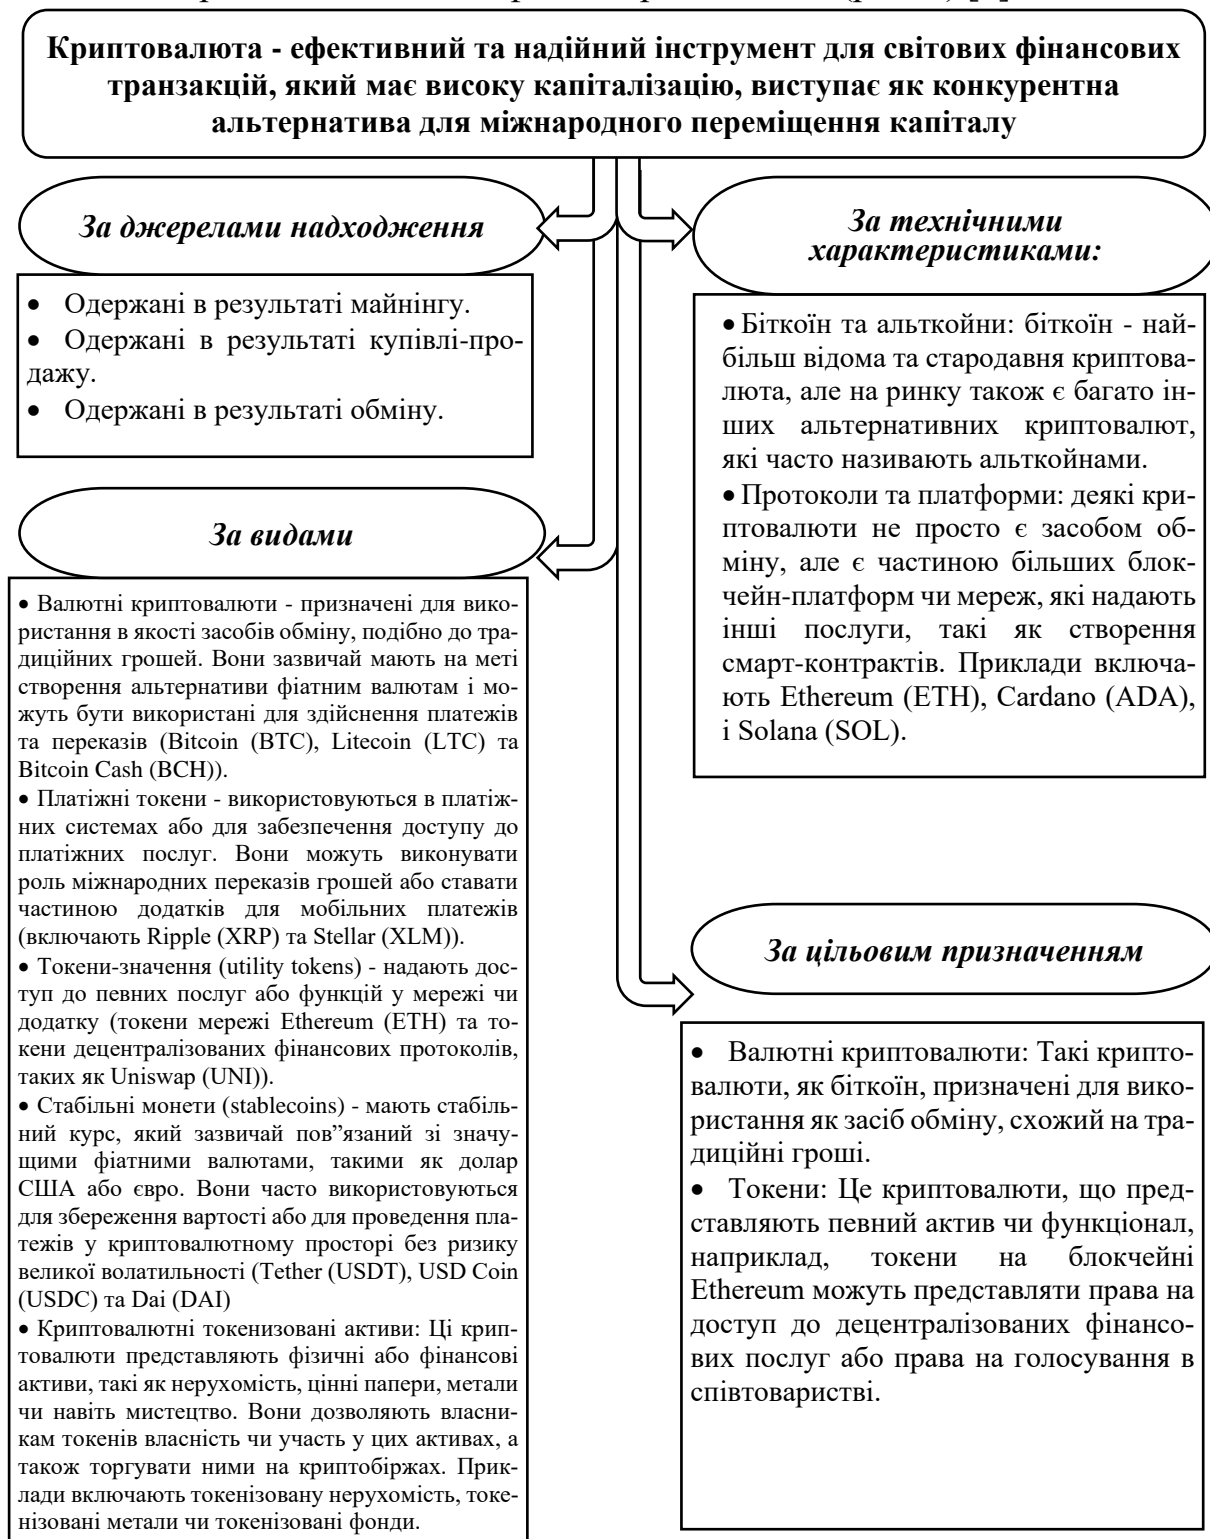 Криптовалюта - ефективний та надійний інструмент для світових фінансових
транзакцій, який має високу капіталізацію, виступає як конкурентна
альтернатива для міжнародного переміщення капіталу
За джерелами надходження
• Одержані в результаті майнінгу.
• Одержані в результаті купівлі-про-
дажу.
• Одержані в результаті обміну.
За видами
• Валютні криптовалюти - призначені для вико-
ристання в якості засобів обміну, подібно до тра-
диційних грошей. Вони зазвичай мають на меті
створення альтернативи фіатним валютам і мо-
жуть бути використані для здійснення платежів
та переказів (Bitcoin (BTC), Litecoin (LTC) та
Bitcoin Cash (BCH)).
• Платіжні токени - використовуються в платіж-
них системах або для забезпечення доступу до
платіжних послуг. Вони можуть виконувати
роль міжнародних переказів грошей або ставати
частиною додатків для мобільних платежів
(включають Ripple (XRP) та Stellar (XLM)).
• Токени-значення (utility tokens) - надають дос-
туп до певних послуг або функцій у мережі чи
додатку (токени мережі Ethereum (ETH) та то-
кени децентралізованих фінансових протоколів,
таких як Uniswap (UNI)).
• Стабільні монети (stablecoins) - мають стабіль-
ний курс, який зазвичай пов”язаний зі значу-
щими фіатними валютами, такими як долар
США або євро. Вони часто використовуються
для збереження вартості або для проведення пла-
тежів у криптовалютному просторі без ризику
великої волатильності (Tether (USDT), USD Coin
(USDC) та Dai (DAI)
• Криптовалютні токенизовані активи: Ці крип-
товалюти представляють фізичні або фінансові
активи, такі як нерухомість, цінні папери, метали
чи навіть мистецтво. Вони дозволяють власни-
кам токенів власність чи участь у цих активах, а
також торгувати ними на криптобіржах. Прик-
лади включають токенізовану нерухомість, токе-
нізовані метали чи токенізовані фонди.
За технічними
характеристиками:
• Біткоїн та альткойни: біткоїн - най-
більш відома та стародавня криптова-
люта, але на ринку також є багато ін-
ших альтернативних криптовалют,
які часто називають альткойнами.
• Протоколи та платформи: деякі кри-
птовалюти не просто є засобом об-
міну, але є частиною більших блок-
чейн-платформ чи мереж, які надають
інші послуги, такі як створення
смарт-контрактів. Приклади включа-
ють Ethereum (ETH), Cardano (ADA),
і Solana (SOL).
За цільовим призначенням
• Валютні криптовалюти: Такі крипто-
валюти, як біткоїн, призначені для вико-
ристання як засіб обміну, схожий на тра-
диційні гроші.
• Токени: Це криптовалюти, що пред-
ставляють певний актив чи функціонал,
наприклад, токени на блокчейні
Ethereum можуть представляти права на
доступ до децентралізованих фінансо-
вих послуг або права на голосування в
співтоваристві.